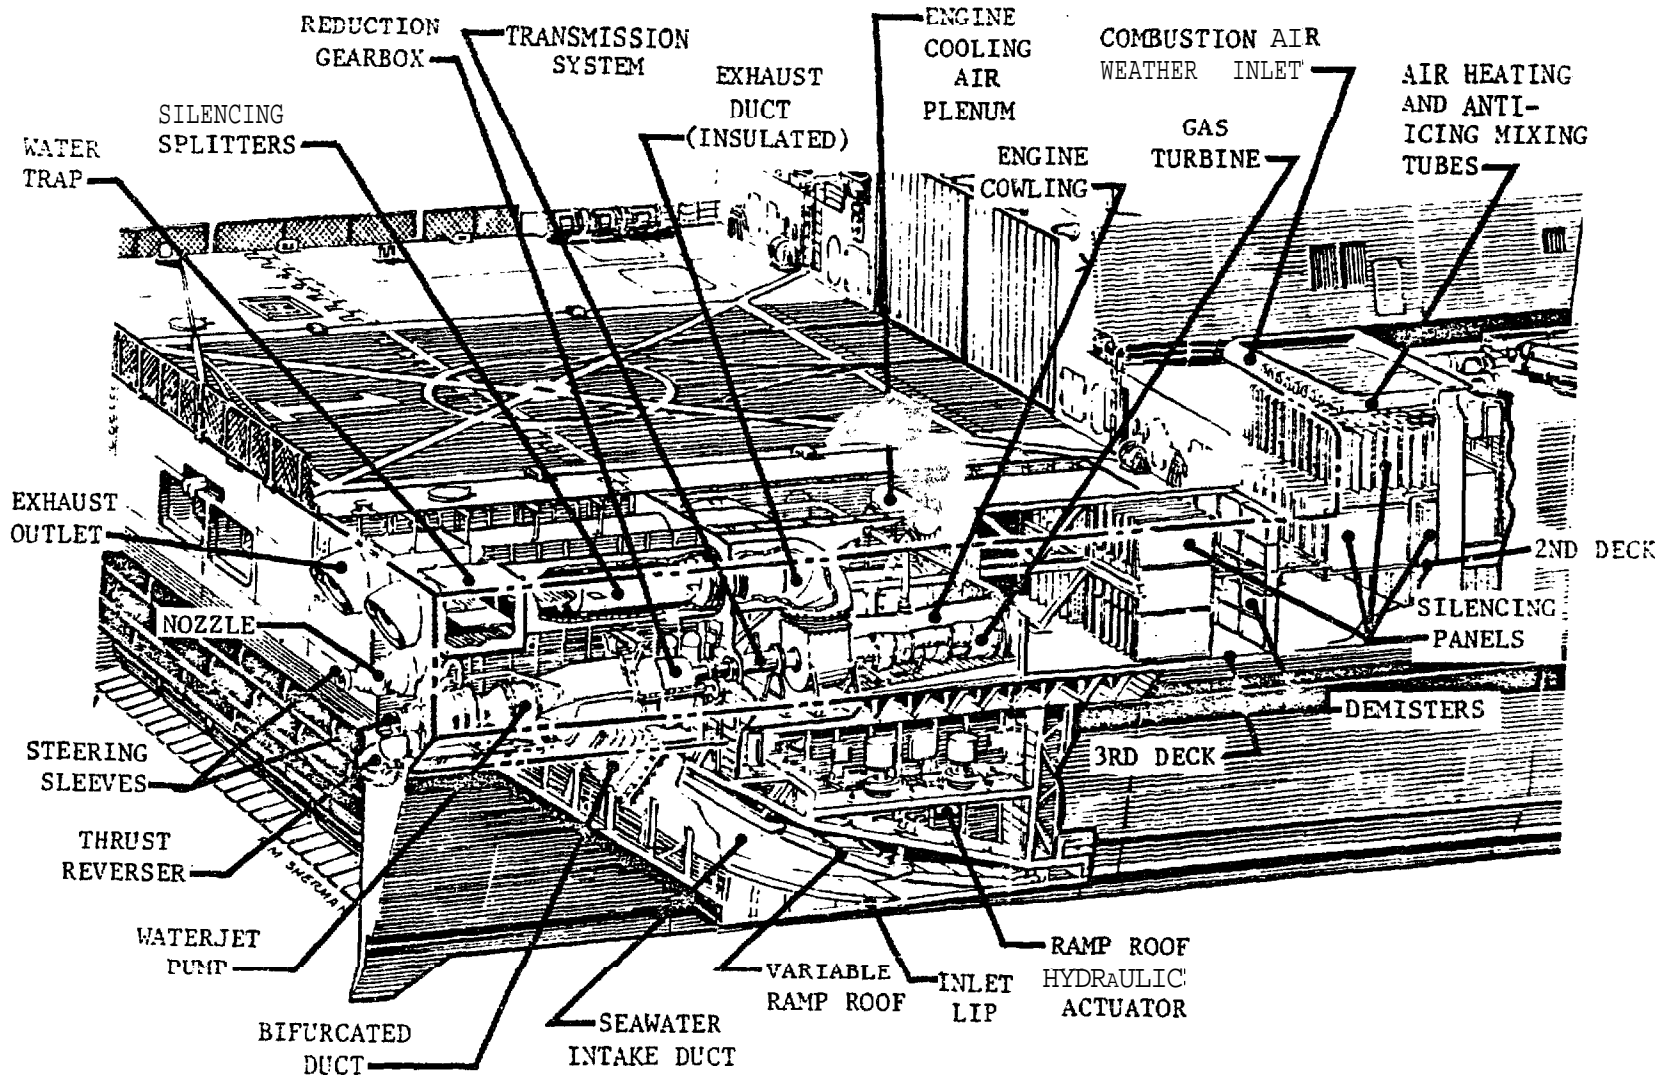 REDUCTION
GEARBOX
TRANSMISSION
SYSTEM
EXHAUST
DUCT
(INSULATED)
ENGINE
COOLING
AIR
PLENUM
COMBUSTION AIR
WEATHER INLET
AIR HEATING
AND ANTI-
ICING MIXING
TUBES
SILENCING
SPLITTERS
WATER
TRAP
GAS
TURBINE
ENGINE
COWLING
EXHAUST
OUTLET
2ND DECK
SILENCING
PANELS
NOZZLE
DEMISTERS
3RD DECK
STEERING
SLEEVES
THRUST
REVERSER
SHERMAN
WATERJET
PUMP
BIFURCATED
DUCT
SEAWATER
INTAKE DUCT
VARIABLE
RAMP ROOF
INLET
LIP
RAMP ROOF
HYDRAULIC
ACTUATOR